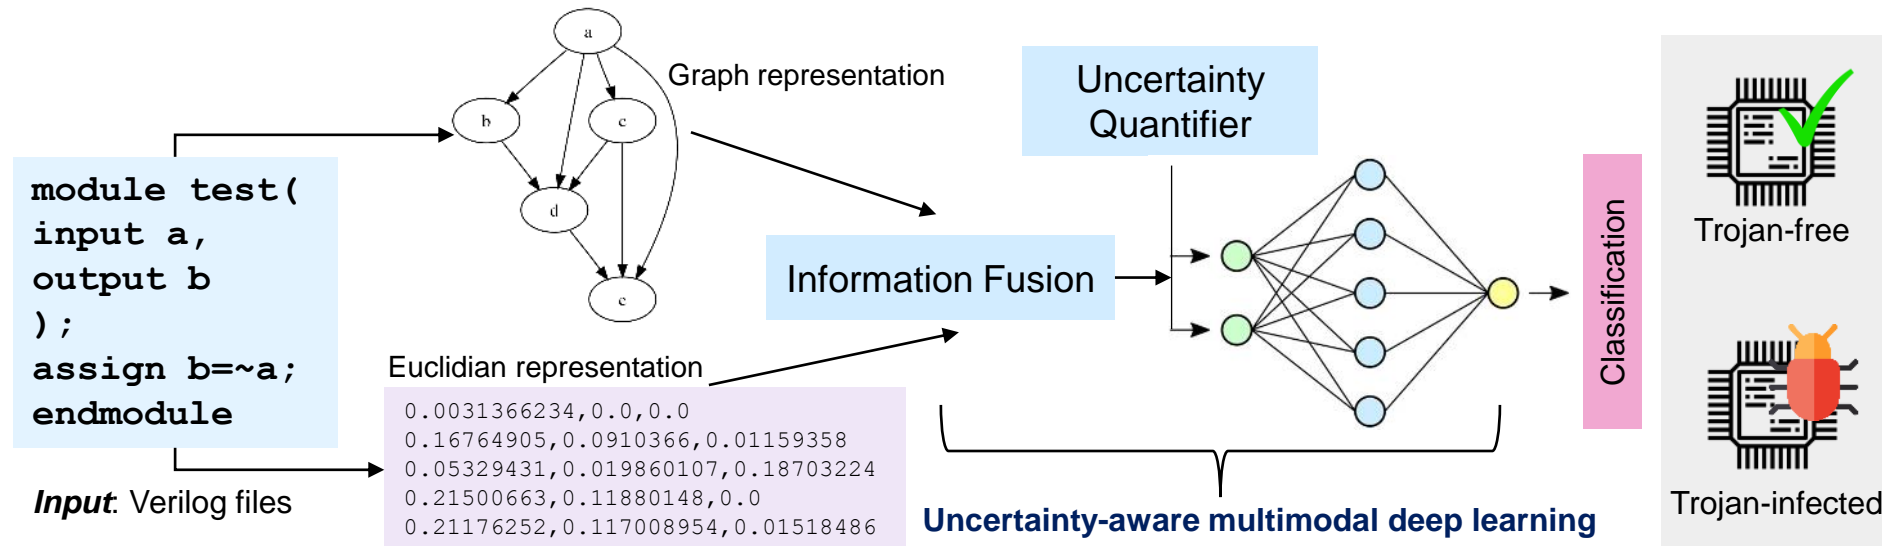 module test(
input a,
output b
);
assign b=~a;
endmodule
Input: Verilog files
a
b
c
d
e
Graph representation
Euclidian representation
0.0031366234,0.0,0.0
0.16764905,0.0910366,0.01159358
0.05329431,0.019860107,0.18703224
0.21500663,0.11880148,0.0
0.21176252,0.117008954,0.01518486
Information Fusion
Uncertainty
Quantifier
Uncertainty-aware multimodal deep learning
Classification
Trojan-free
Trojan-infected